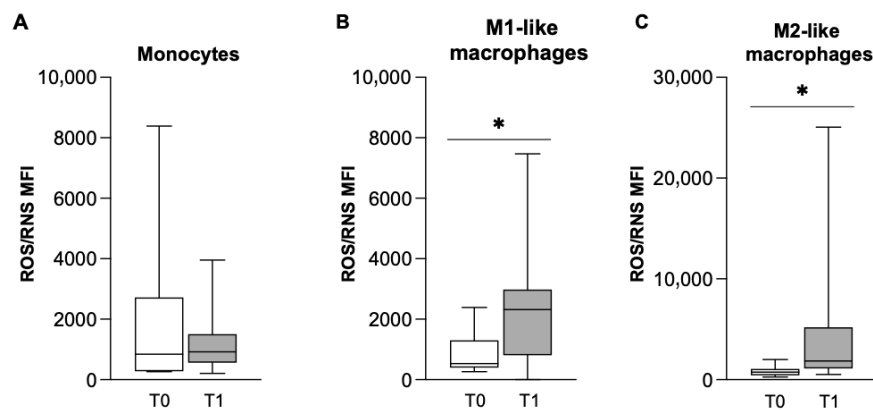 A
Monocytes
10,000
8000
6000
4000
2000
0
ROS/RNS MFI
T0 T1
B
M1-like
macrophages
10,000
8000
6000
4000
2000
0
ROS/RNS MFI
*
T0 T1
C
M2-like
macrophages
30,000
20,000
10,000
0
ROS/RNS MFI
*
T0 T1